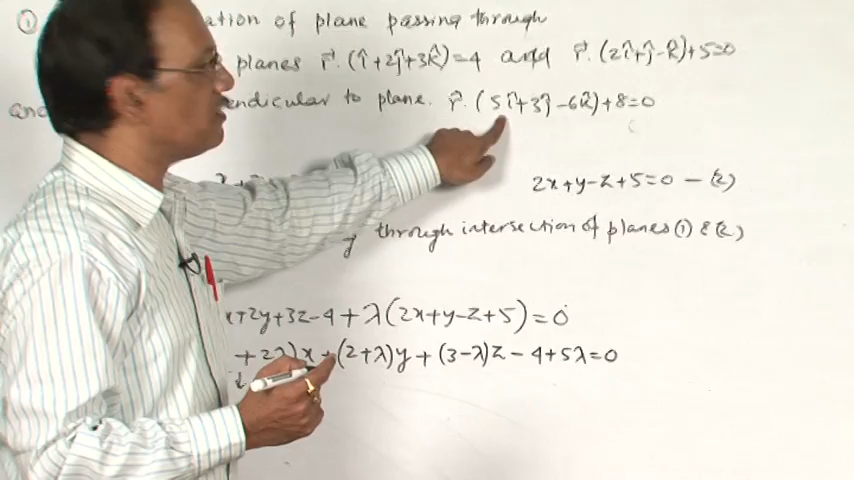 ① ation of plane passing through
planes r⃗.(î+2ĵ+3k̂)=4 and r⃗.(2î+ĵ-k̂)+5=0
and endicular to plane. r⃗.(5î+3ĵ-6k̂)+8=0
2x+y-z+5=0 - (2)
through intersection of planes (1) & (2)
x+2y+3z-4+λ(2x+y-z+5)=0
+2λ)x+(2+λ)y+(3-λ)z-4+5λ=0